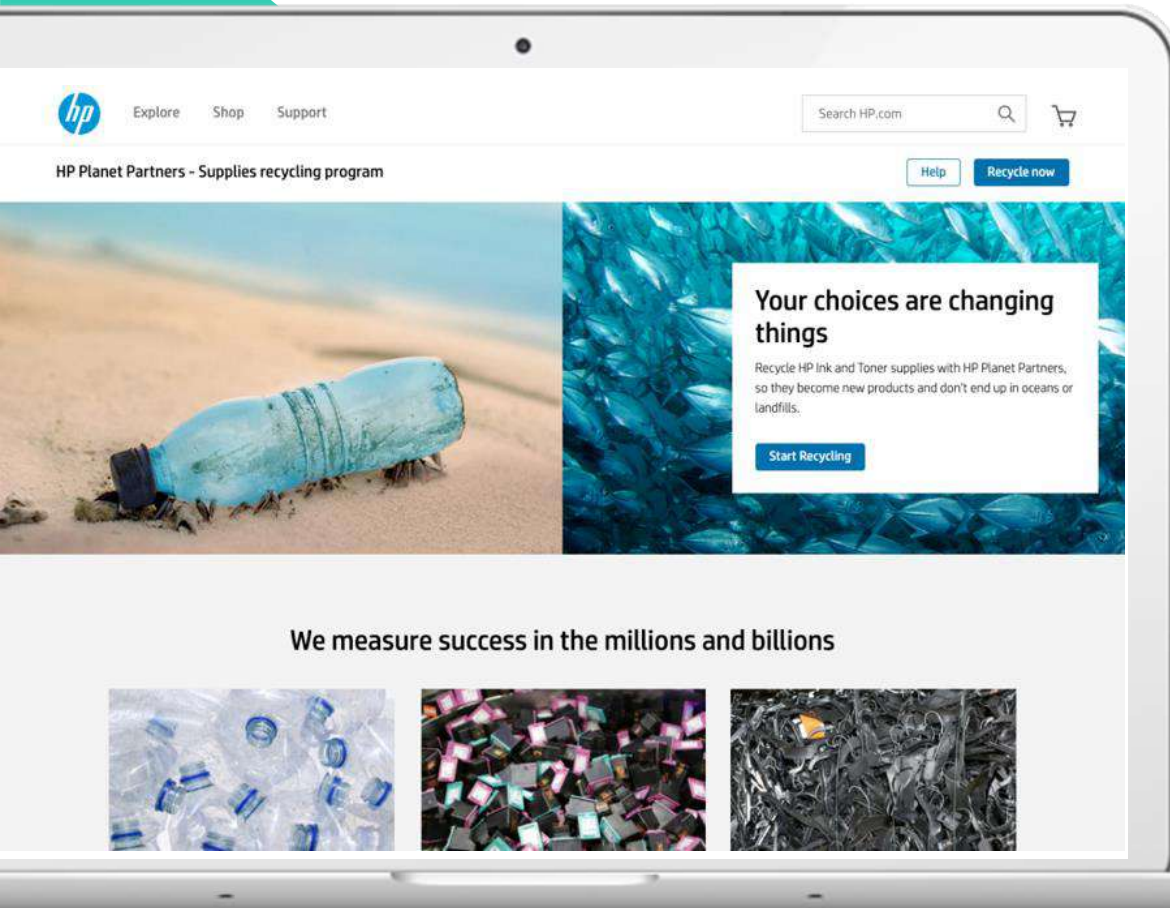 hp
Explore Shop Support
Search HP.com
HP Planet Partners - Supplies recycling program
Help
Recycle now
Your choices are changing
things
Recycle HP Ink and Toner supplies with HP Planet Partners,
so they become new products and don't end up in oceans or
landfills.
Start Recycling
We measure success in the millions and billions